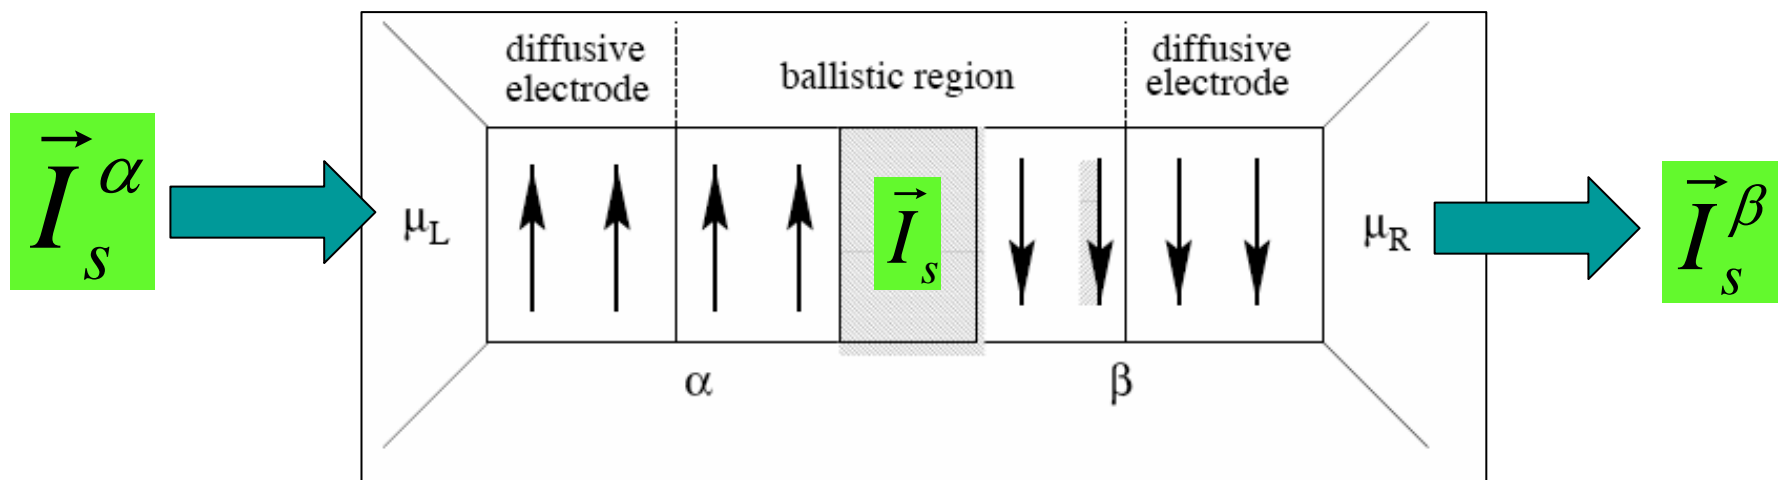 diffusive
electrode
ballistic region
diffusive
electrode
I⃗ₛ^α
μL
I⃗ₛ
μR
I⃗ₛ^β
α
β